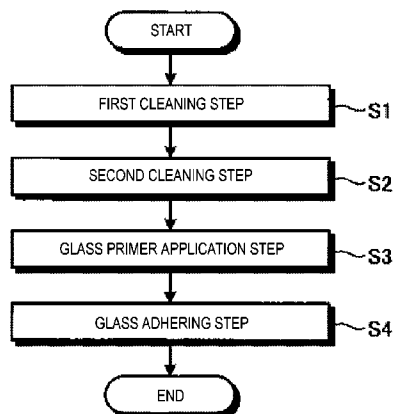 START
FIRST CLEANING STEP
S1
SECOND CLEANING STEP
S2
GLASS PRIMER APPLICATION STEP
S3
GLASS ADHERING STEP
S4
END